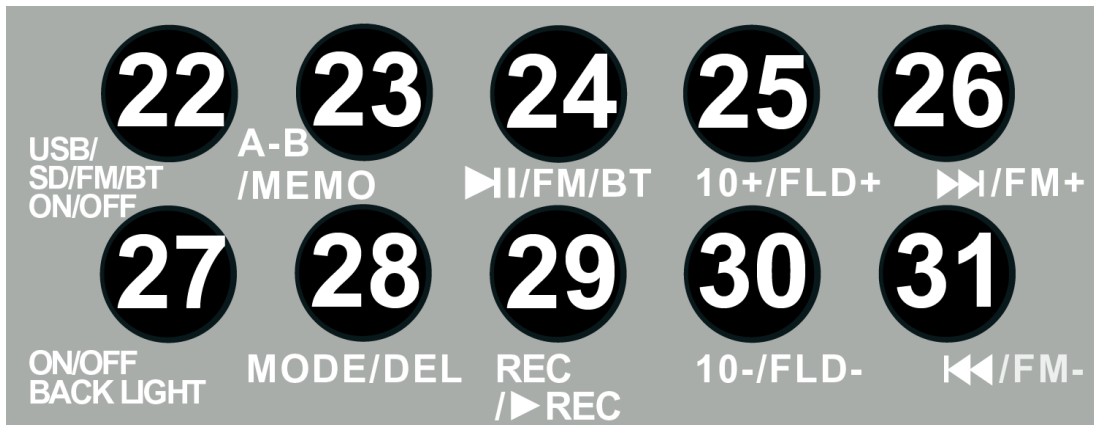 22 23 24 25 26
USB/
SD/FM/BT
ON/OFF
A-B
/MEMO
▶II/FM/BT
10+/FLD+
▶▶I/FM+
27 28 29 30 31
ON/OFF
BACK LIGHT
MODE/DEL
REC
/▶REC
10-/FLD-
I◀◀/FM-